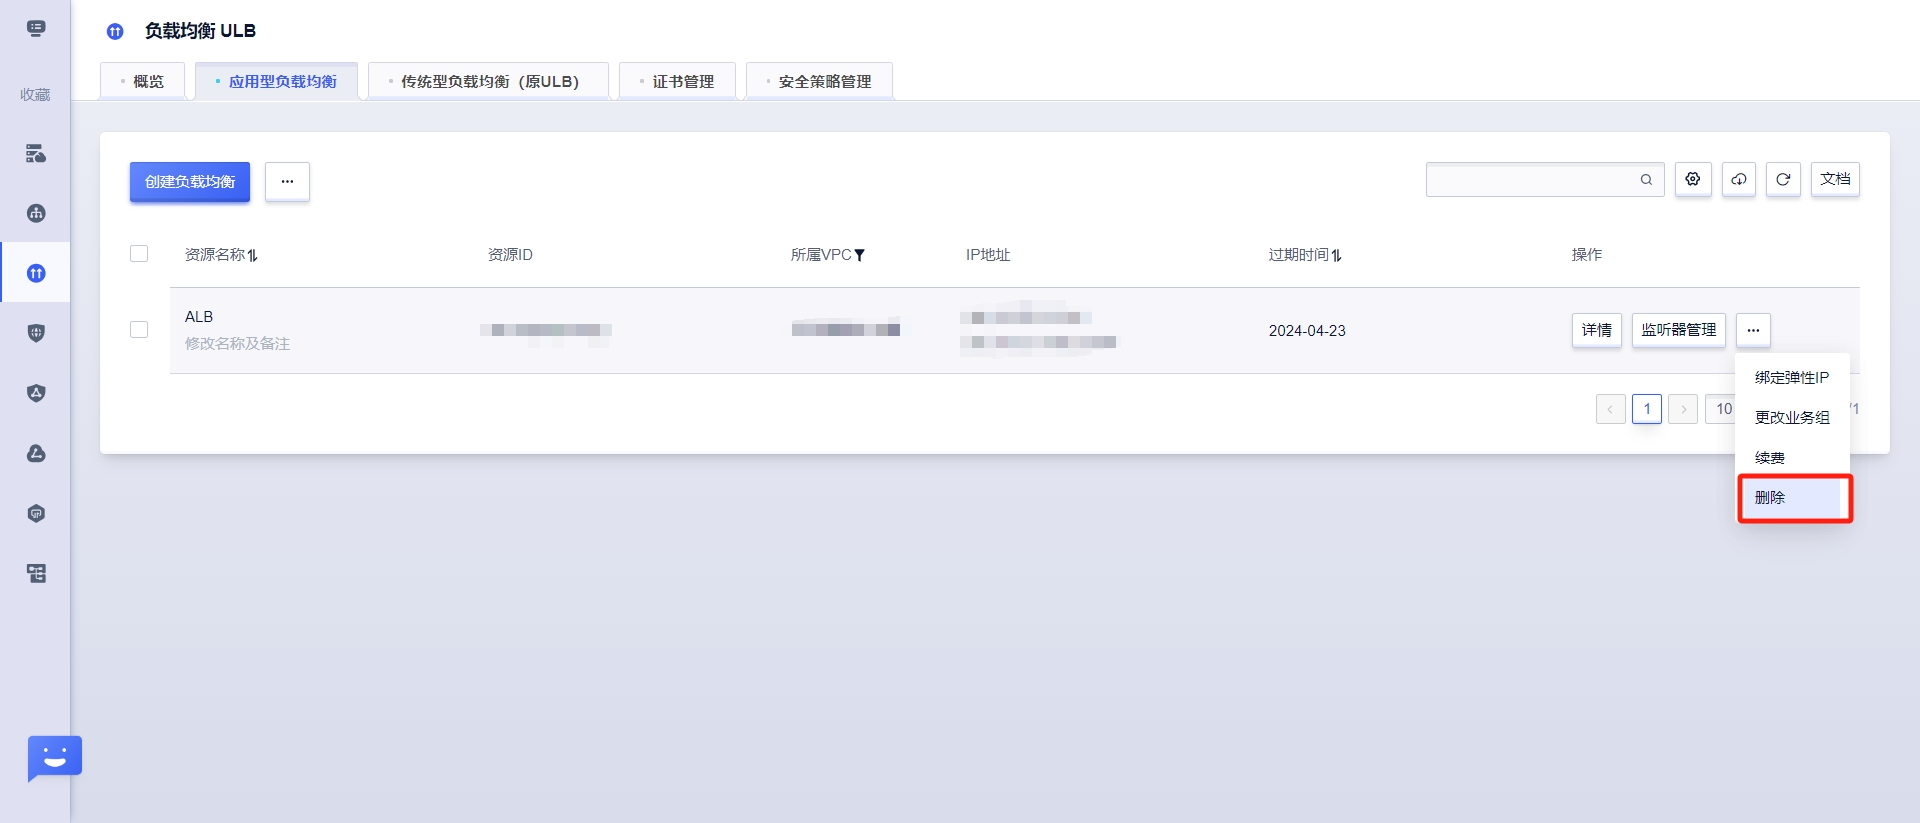 负载均衡 ULB
概览
应用型负载均衡
传统型负载均衡（原ULB）
证书管理
安全策略管理
收藏
创建负载均衡
...
文档
资源名称
资源ID
所属VPC
IP地址
过期时间
操作
ALB
修改名称及备注
2024-04-23
详情
监听器管理
...
绑定弹性IP
更改业务组
续费
删除
1
10
/1